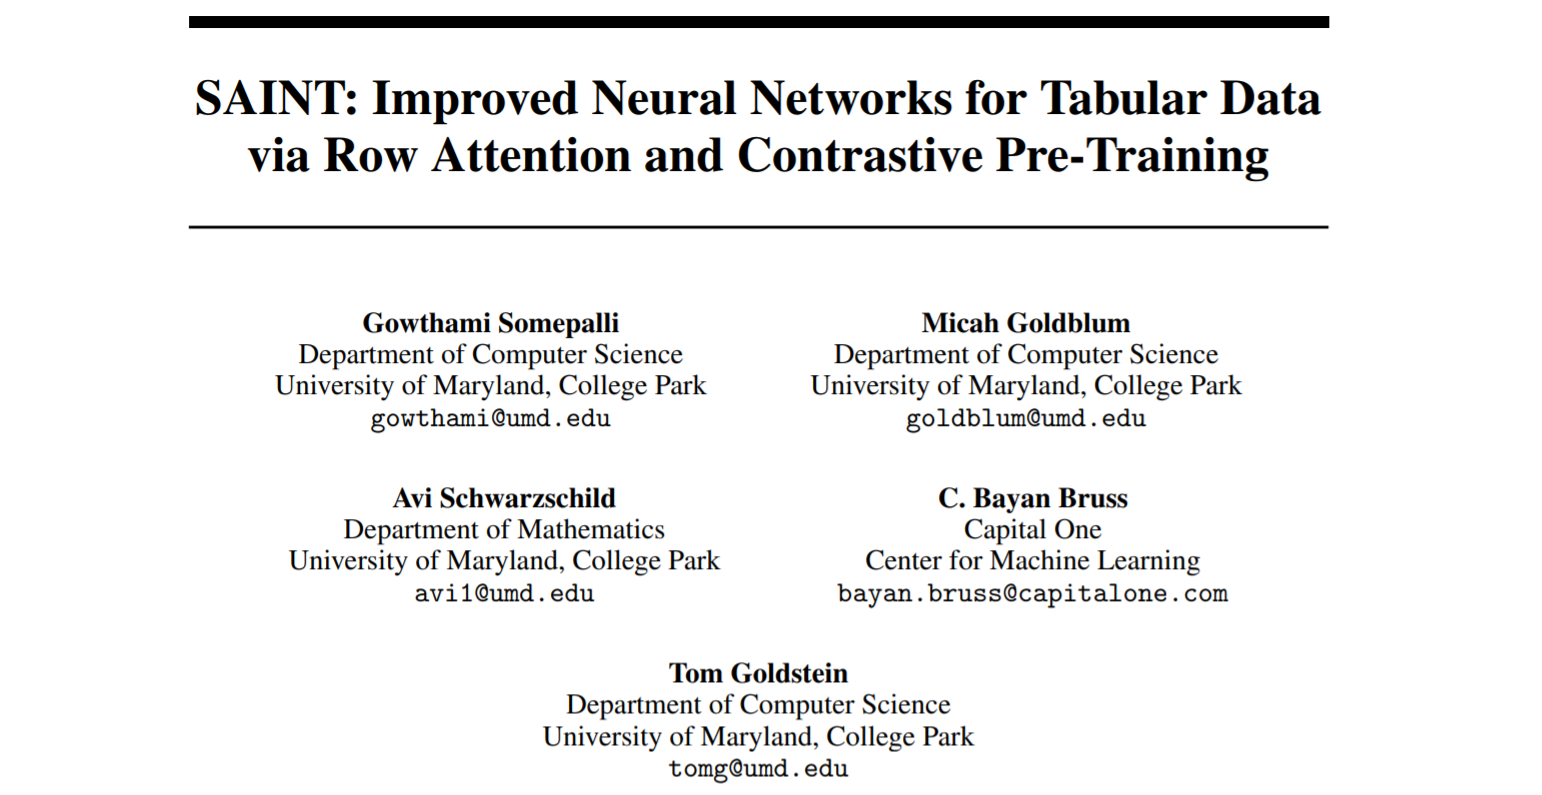 SAINT: Improved Neural Networks for Tabular Data
via Row Attention and Contrastive Pre-Training
Gowthami Somepalli
Department of Computer Science
University of Maryland, College Park
gowthami@umd.edu
Micah Goldblum
Department of Computer Science
University of Maryland, College Park
goldblum@umd.edu
Avi Schwarzschild
Department of Mathematics
University of Maryland, College Park
avi1@umd.edu
C. Bayan Bruss
Capital One
Center for Machine Learning
bayan.bruss@capitalone.com
Tom Goldstein
Department of Computer Science
University of Maryland, College Park
tomg@umd.edu